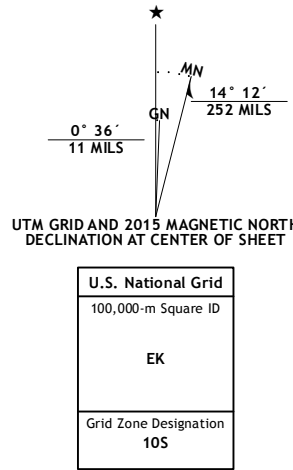 ★
MN
14° 12´
252 MILS
GN
0° 36´
11 MILS
UTM GRID AND 2015 MAGNETIC NORTH
DECLINATION AT CENTER OF SHEET
U.S. National Grid
100,000-m Square ID
EK
Grid Zone Designation
10S